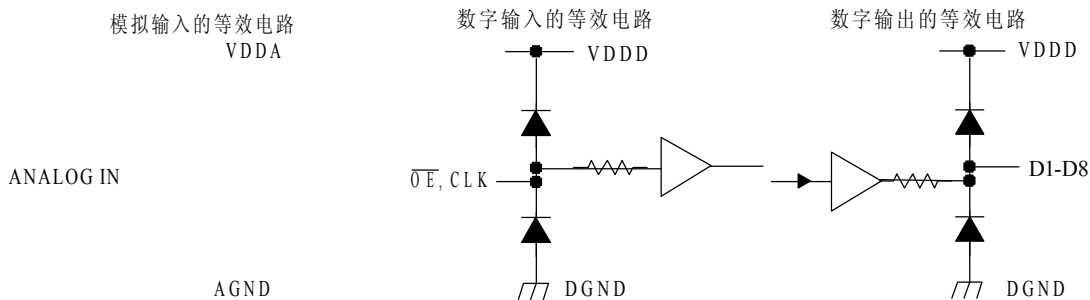 模拟输入的等效电路
VDDA
ANALOG IN
AGND
数字输入的等效电路
VDDD
OE, CLK
DGND
数字输出的等效电路
VDDD
D1-D8
DGND